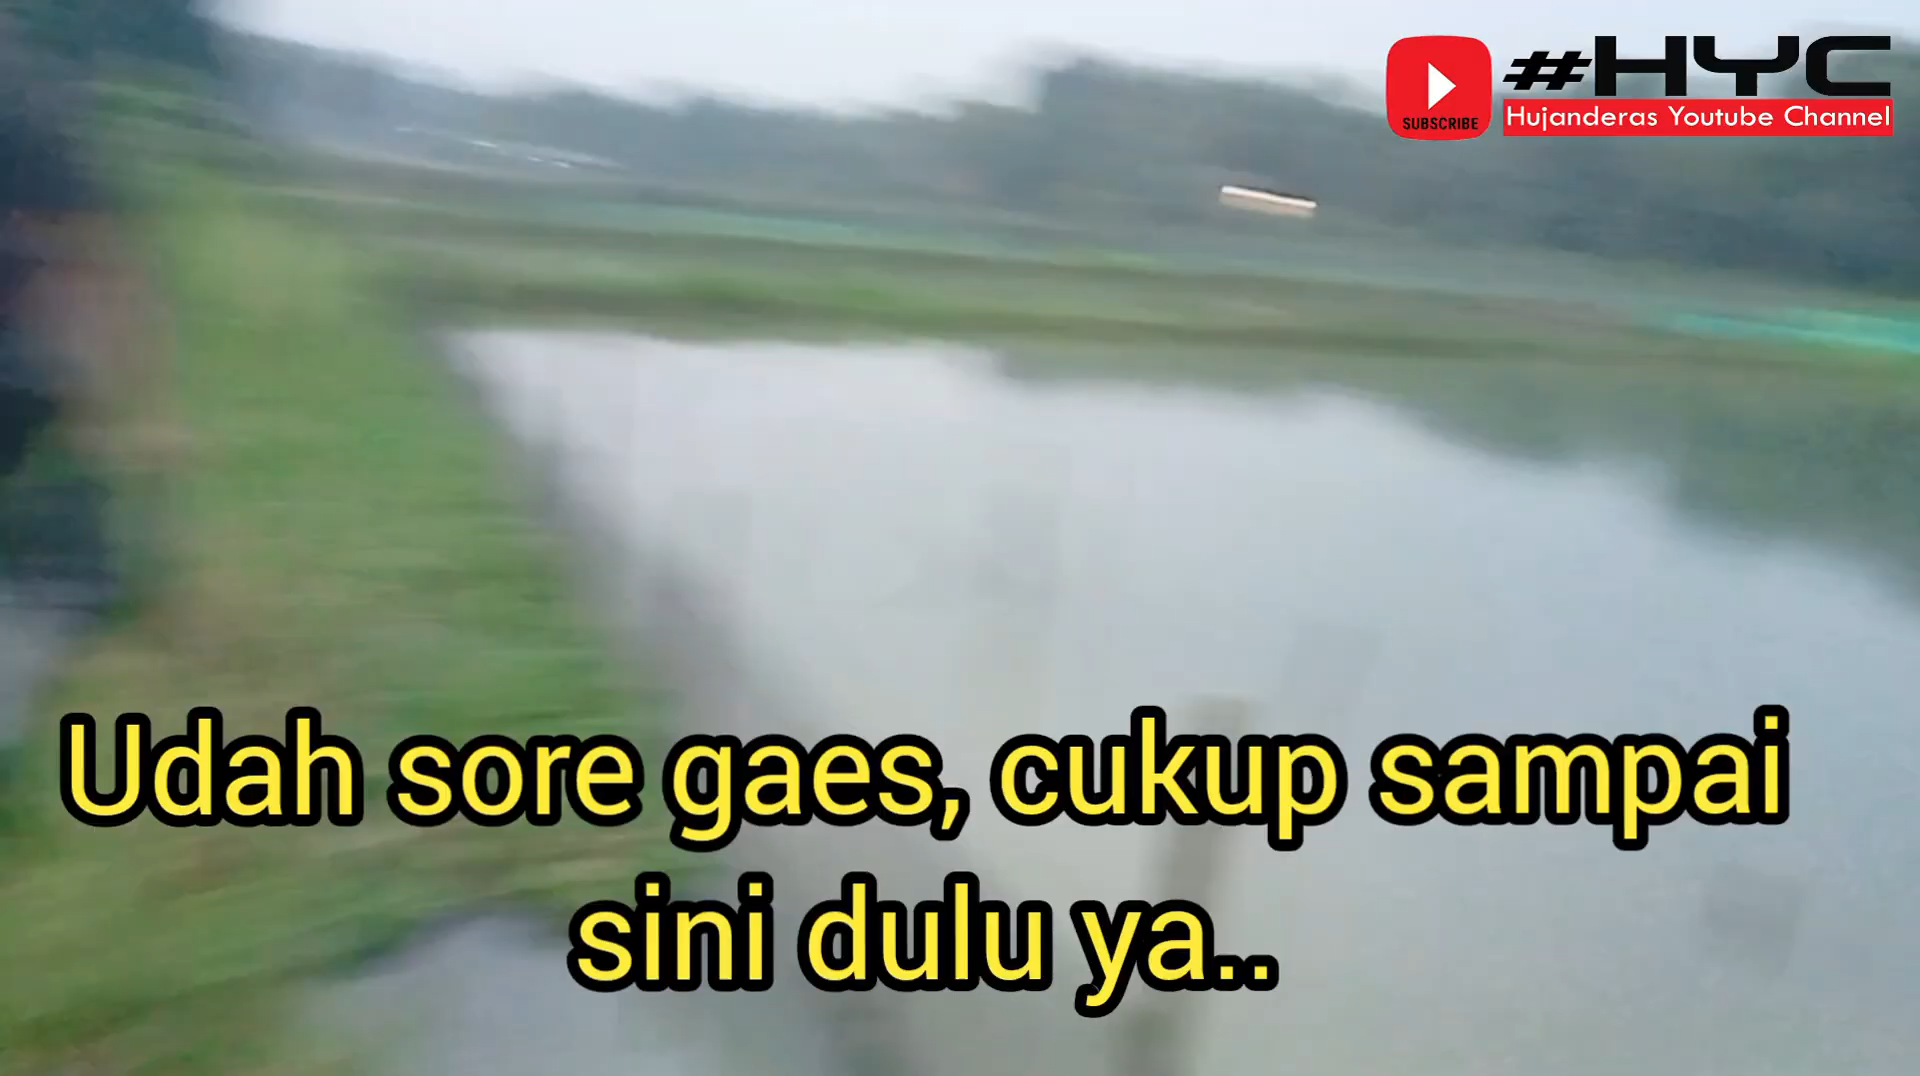 #HYC
SUBSCRIBE
Hujanderas Youtube Channel
Udah sore gaes, cukup sampai
sini dulu ya..